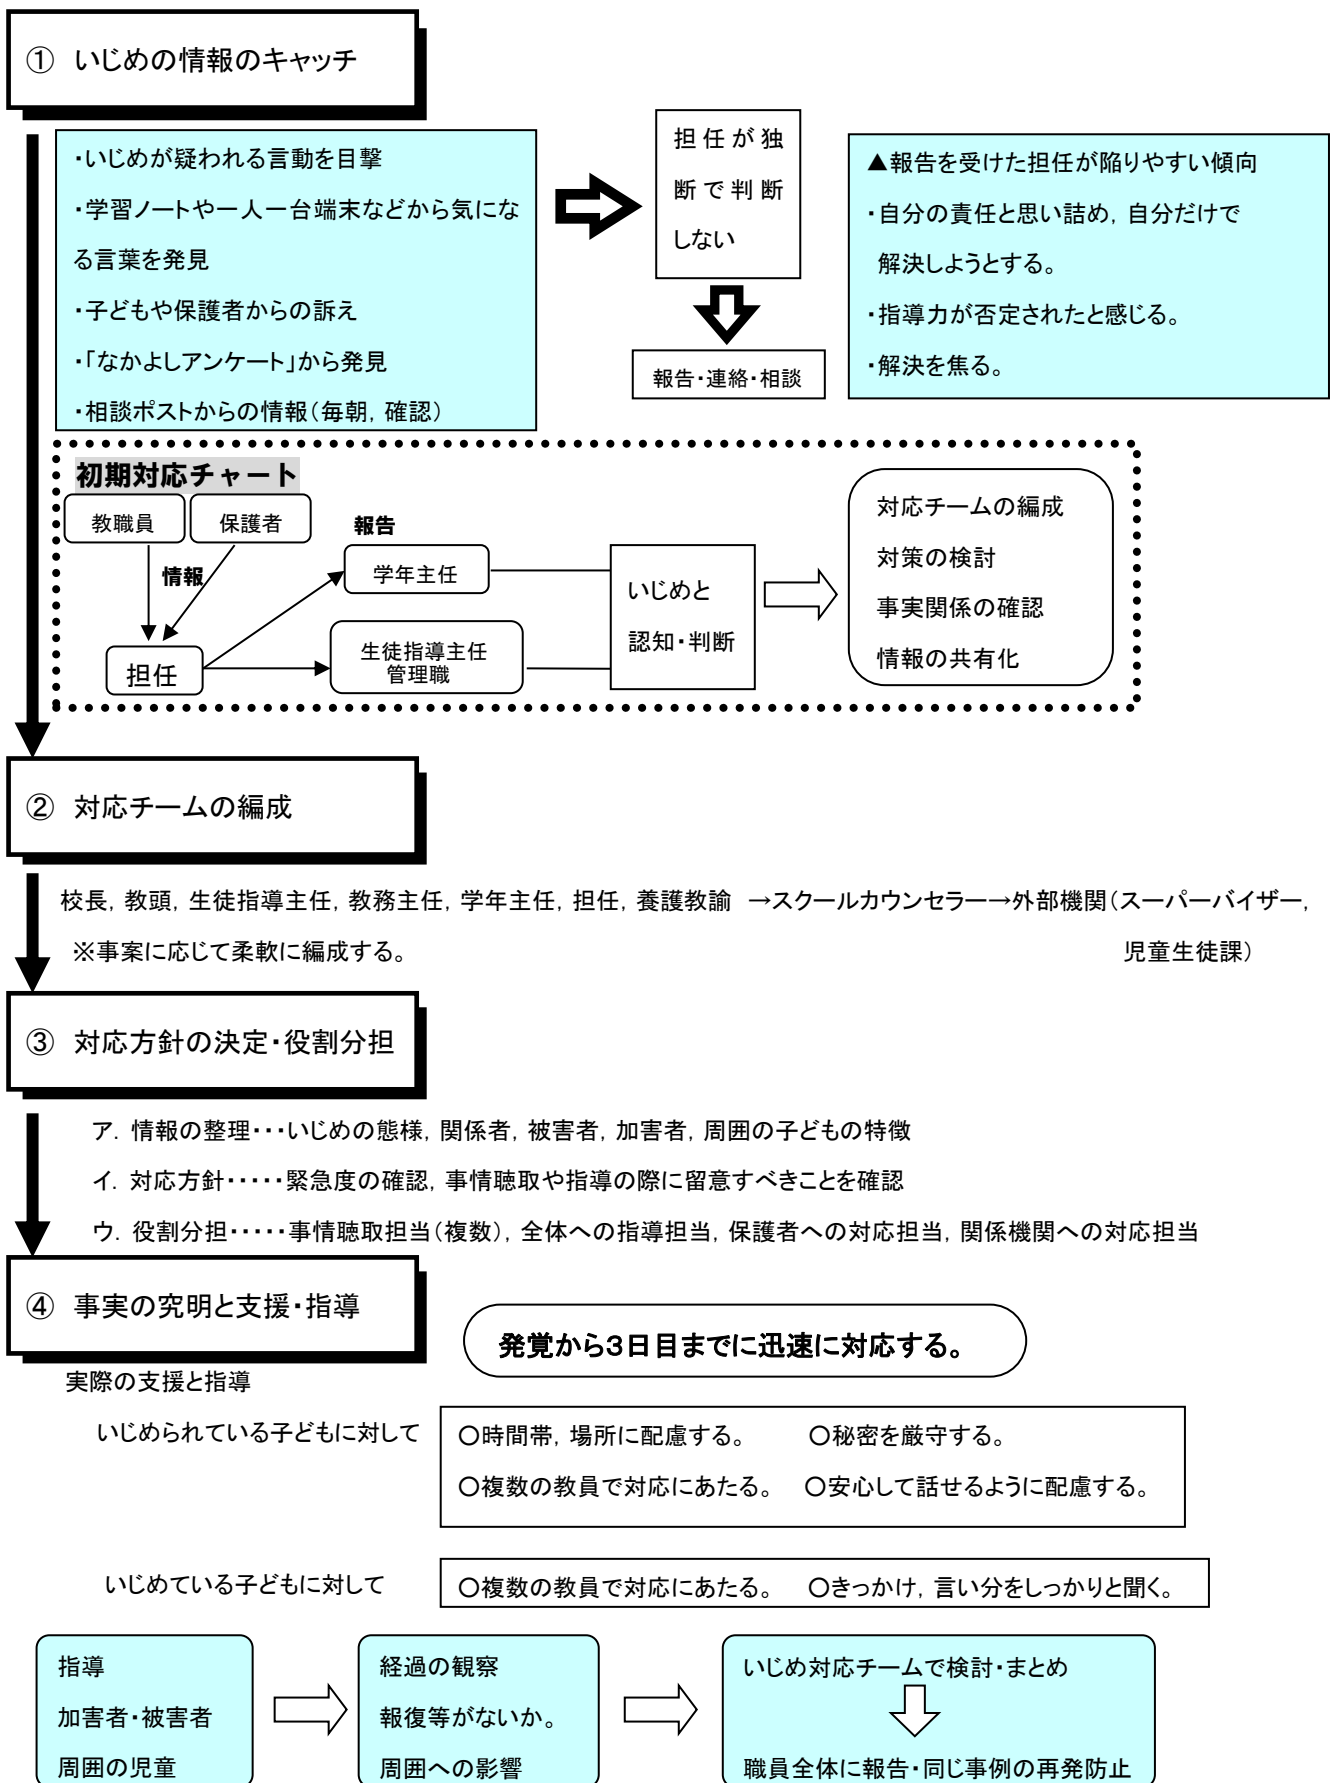 ① いじめの情報のキャッチ
・いじめが疑われる言動を目撃
・学習ノートや一人一台端末などから気にな
る言葉を発見
・子どもや保護者からの訴え
・「なかよしアンケート」から発見
・相談ポストからの情報（毎朝，確認）
担任が独
断で判断
しない
報告・連絡・相談
▲報告を受けた担任が陥りやすい傾向
・自分の責任と思い詰め，自分だけで
解決しようとする。
・指導力が否定されたと感じる。
・解決を焦る。
初期対応チャート
教職員
保護者
情報
担任
報告
学年主任
生徒指導主任
管理職
いじめと
認知・判断
対応チームの編成
対策の検討
事実関係の確認
情報の共有化
② 対応チームの編成
校長，教頭，生徒指導主任，教務主任，学年主任，担任，養護教諭 →スクールカウンセラー→外部機関（スーパーバイザー，
※事案に応じて柔軟に編成する。 児童生徒課）
③ 対応方針の決定・役割分担
ア．情報の整理・・・いじめの態様，関係者，被害者，加害者，周囲の子どもの特徴
イ．対応方針・・・・・緊急度の確認，事情聴取や指導の際に留意すべきことを確認
ウ．役割分担・・・・・事情聴取担当（複数），全体への指導担当，保護者への対応担当，関係機関への対応担当
④ 事実の究明と支援・指導
発覚から３日目までに迅速に対応する。
実際の支援と指導
いじめられている子どもに対して
○時間帯，場所に配慮する。 ○秘密を厳守する。
○複数の教員で対応にあたる。 ○安心して話せるように配慮する。
いじめている子どもに対して
○複数の教員で対応にあたる。 ○きっかけ，言い分をしっかりと聞く。
指導
加害者・被害者
周囲の児童
経過の観察
報復等がないか。
周囲への影響
いじめ対応チームで検討・まとめ
職員全体に報告・同じ事例の再発防止